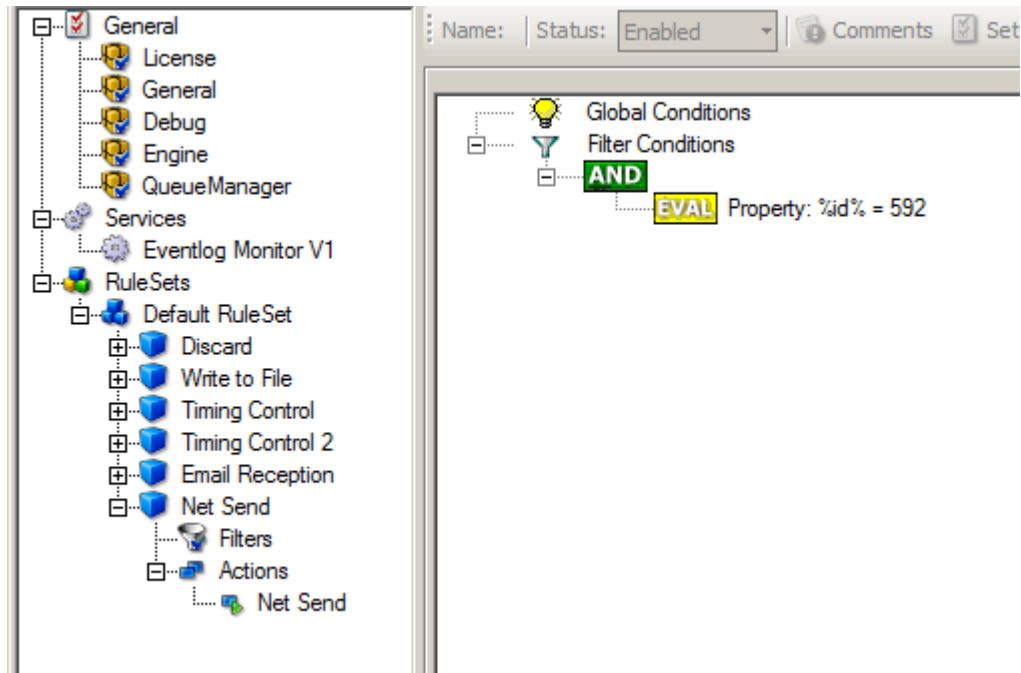 General
License
General
Debug
Engine
QueueManager
Services
Eventlog Monitor V1
RuleSets
Default RuleSet
Discard
Write to File
Timing Control
Timing Control 2
Email Reception
Net Send
Filters
Actions
Net Send
Name: Status: Enabled Comments Set
Global Conditions
Filter Conditions
AND
EVAL Property: %id% = 592